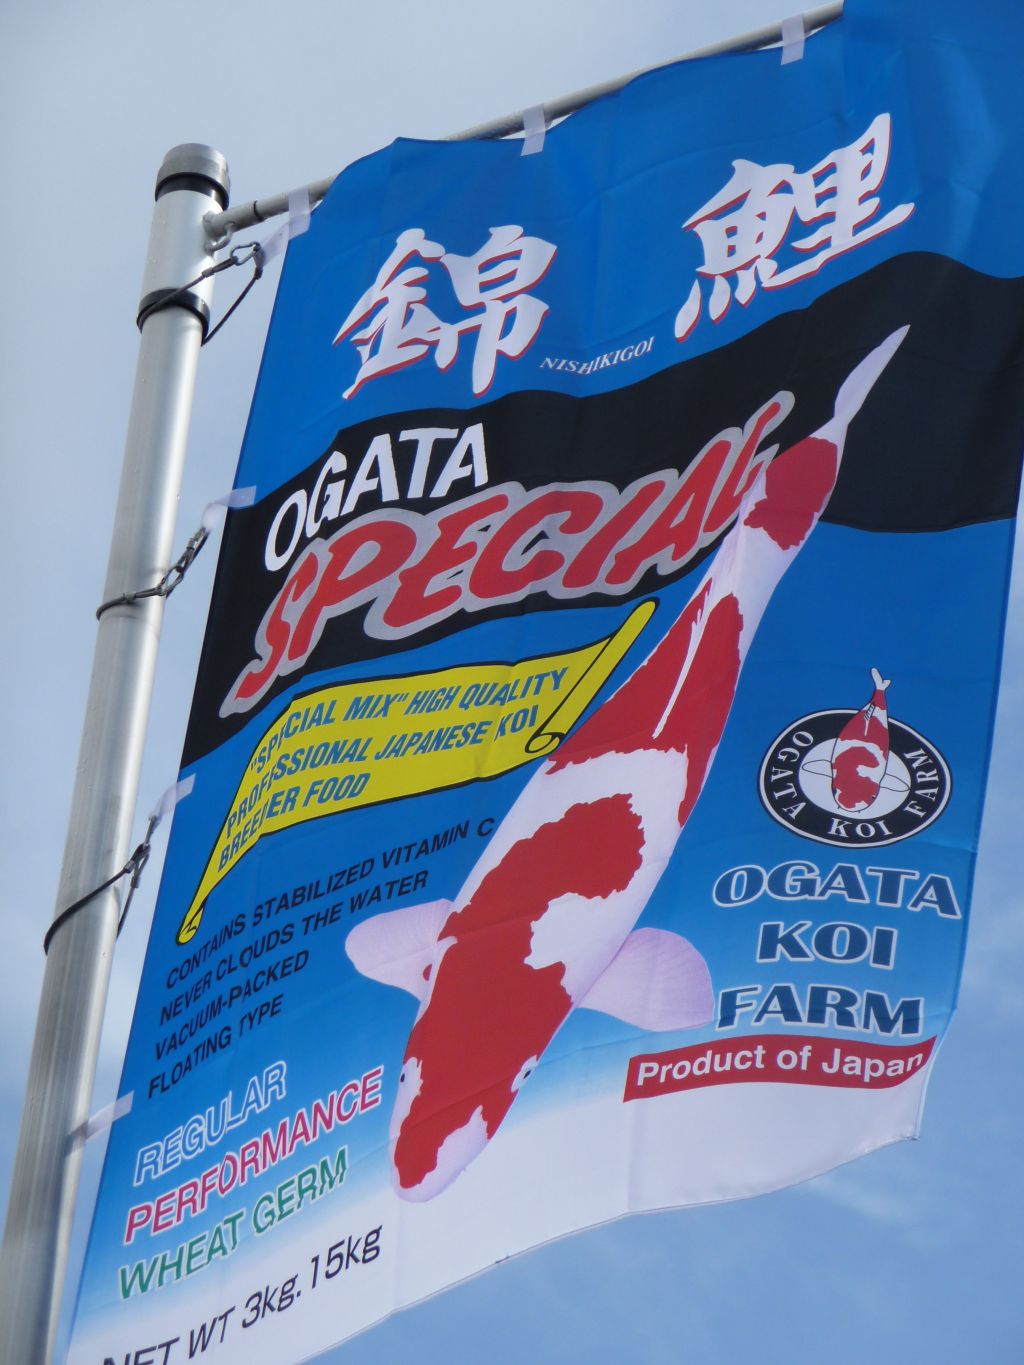 錦鯉
NISHIKIGOI
OGATA
SPECIAL
"SPECIAL MIX" HIGH QUALITY
PROFESSIONAL JAPANESE KOI
BREEDER FOOD
CONTAINS STABILIZED VITAMIN C
NEVER CLOUDS THE WATER
VACUUM-PACKED
FLOATING TYPE
OGATA KOI FARM
OGATA
KOI
FARM
Product of Japan
REGULAR
PERFORMANCE
WHEAT GERM
NET WT 3kg.15kg